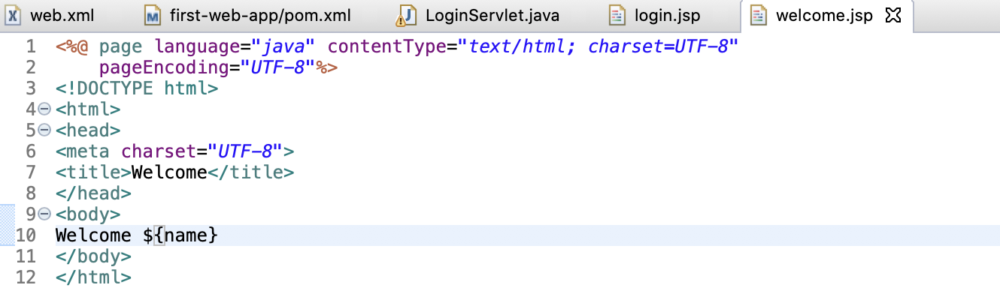 web.xml first-web-app/pom.xml LoginServlet.java login.jsp welcome.jsp
1 <%@ page language="java" contentType="text/html; charset=UTF-8"
2     pageEncoding="UTF-8"%>
3 <!DOCTYPE html>
4 <html>
5 <head>
6 <meta charset="UTF-8">
7 <title>Welcome</title>
8 </head>
9 <body>
10 Welcome ${name}
11 </body>
12 </html>